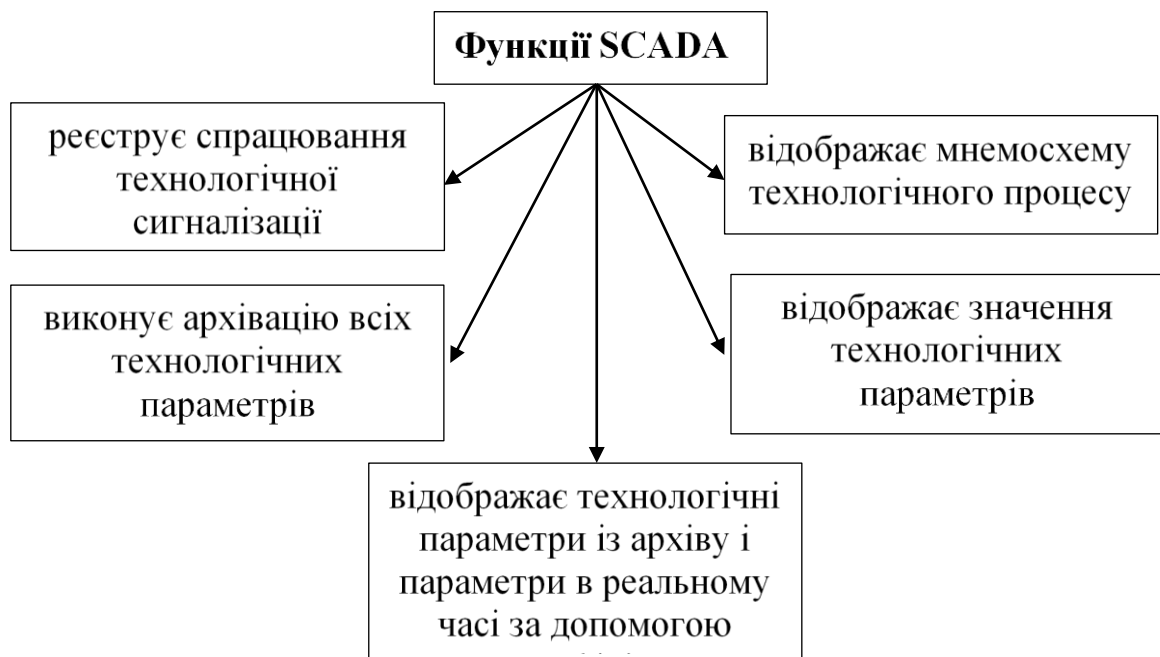 Функції SCADA
реєструє спрацювання
технологічної
сигналізації
відображає мнемосхему
технологічного процесу
виконує архівацію всіх
технологічних
параметрів
відображає значення
технологічних
параметрів
відображає технологічні
параметри із архіву і
параметри в реальному
часі за допомогою